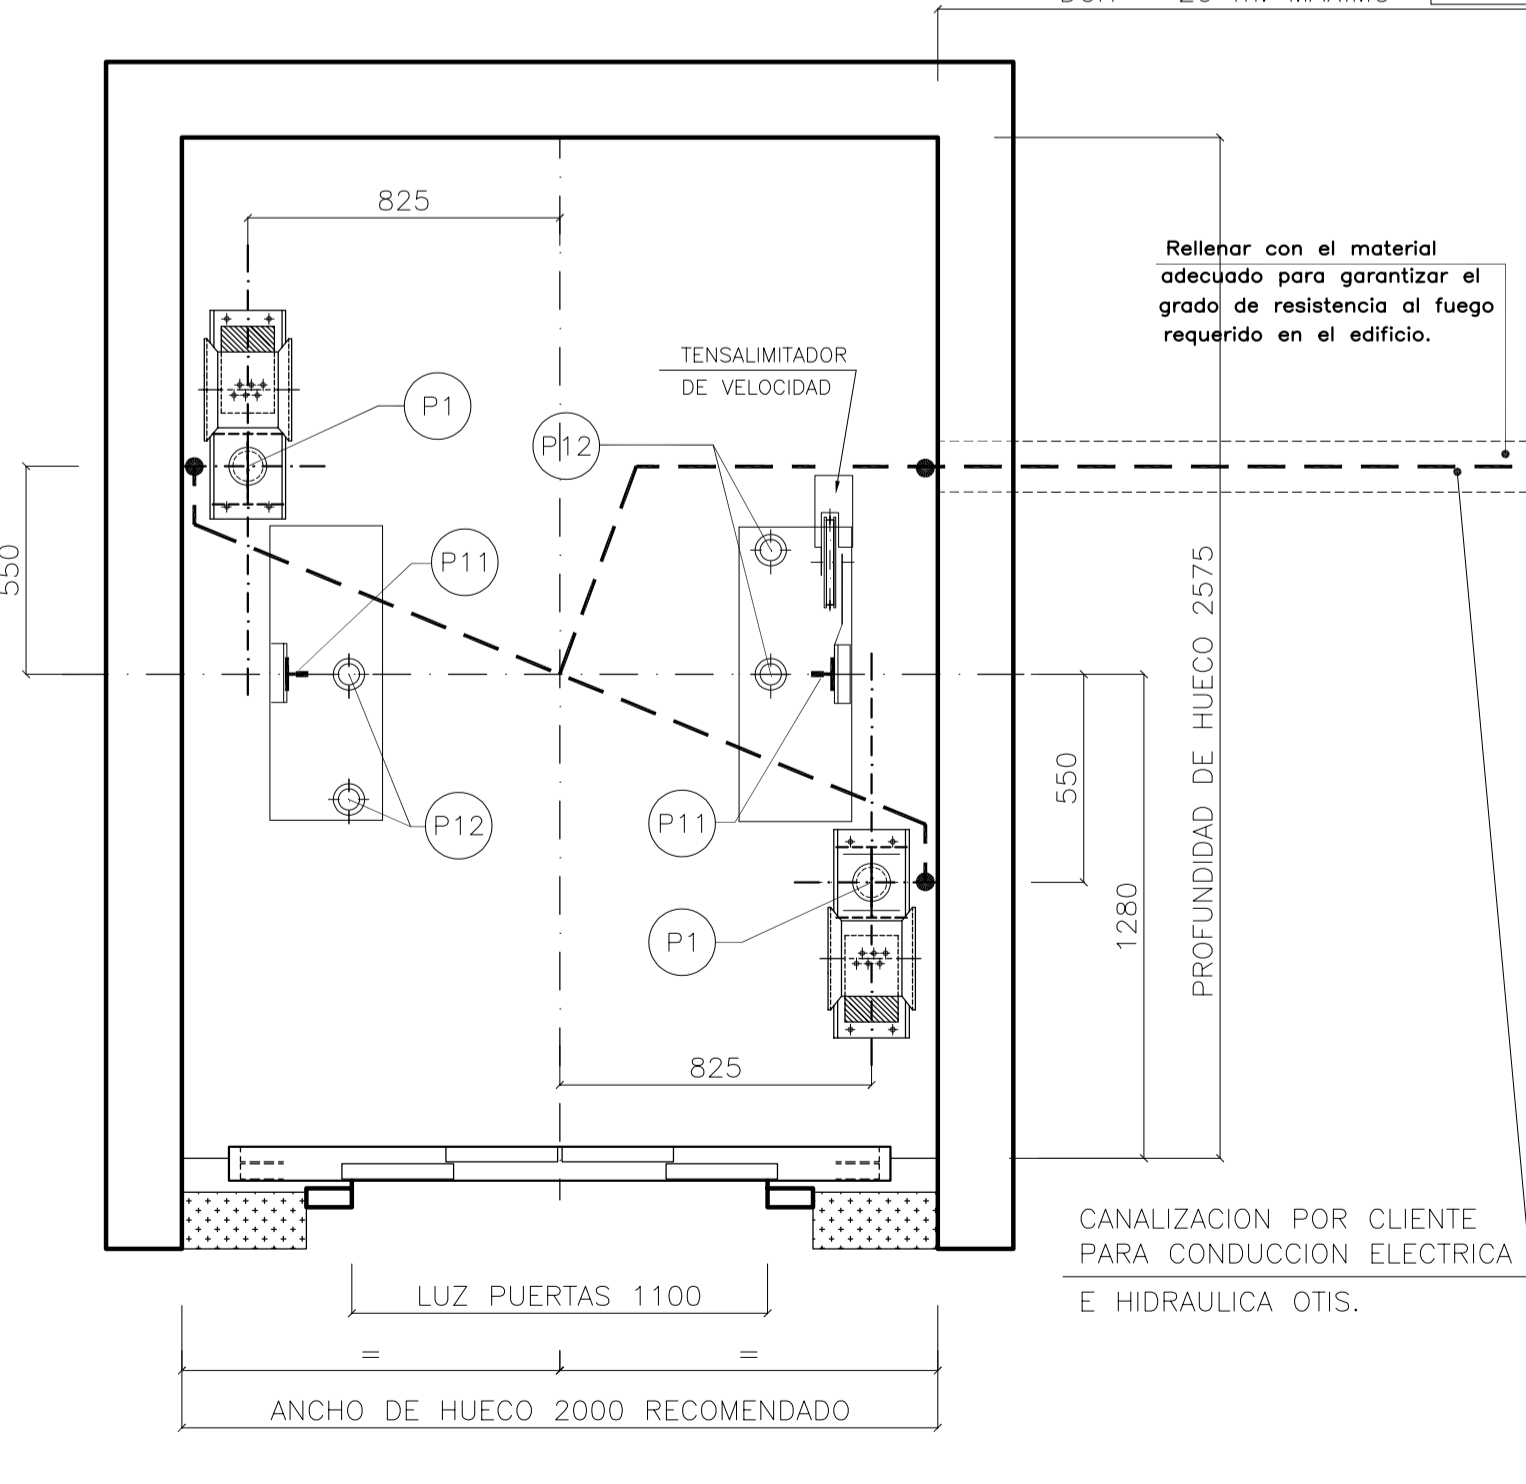 825
Rellenar con el material
adecuado para garantizar el
grado de resistencia al fuego
requerido en el edificio.
TENSALIMITADOR
DE VELOCIDAD
P1
P12
P11
550
PROFUNDIDAD DE HUECO 2575
550
P12
P11
1280
P1
825
CANALIZACION POR CLIENTE
PARA CONDUCCION ELECTRICA
E HIDRAULICA OTIS.
LUZ PUERTAS 1100
= =
ANCHO DE HUECO 2000 RECOMENDADO